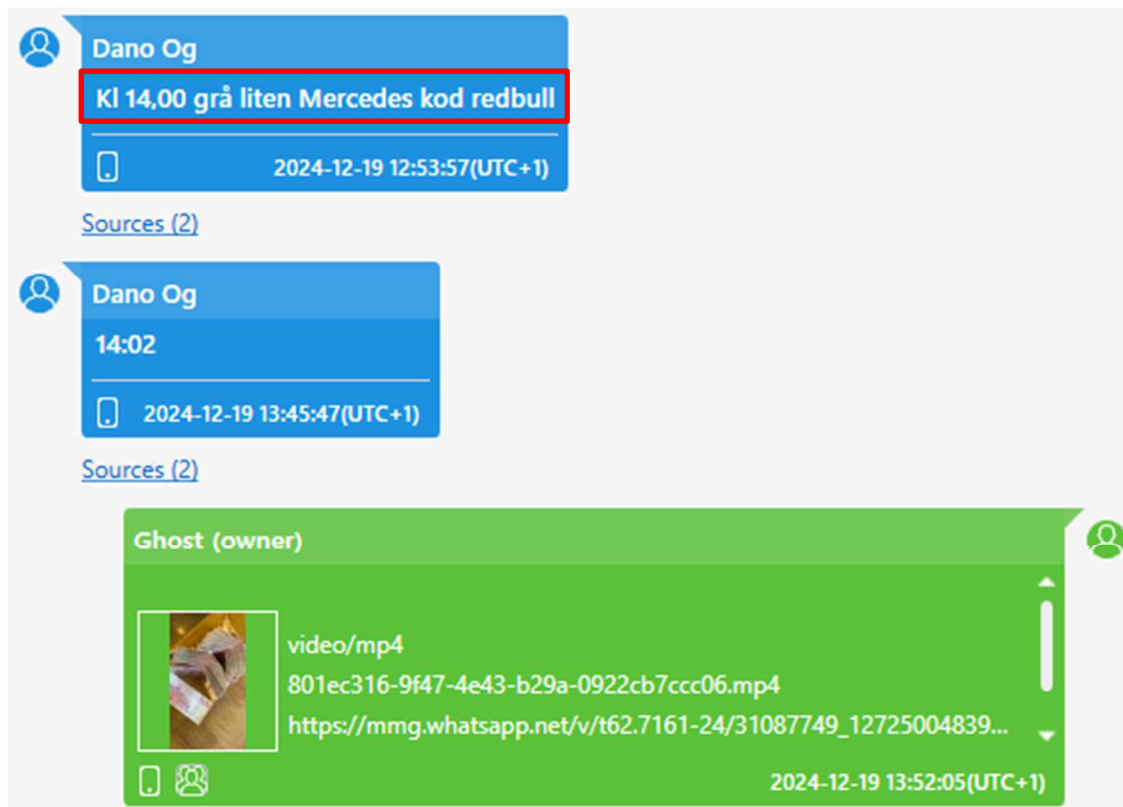 Dano Og
Kl 14,00 grå liten Mercedes kod redbull
2024-12-19 12:53:57(UTC+1)
Sources (2)
Dano Og
14:02
2024-12-19 13:45:47(UTC+1)
Sources (2)
Ghost (owner)
video/mp4
801ec316-9f47-4e43-b29a-0922cb7ccc06.mp4
https://mmg.whatsapp.net/v/t62.7161-24/31087749_12725004839...
2024-12-19 13:52:05(UTC+1)